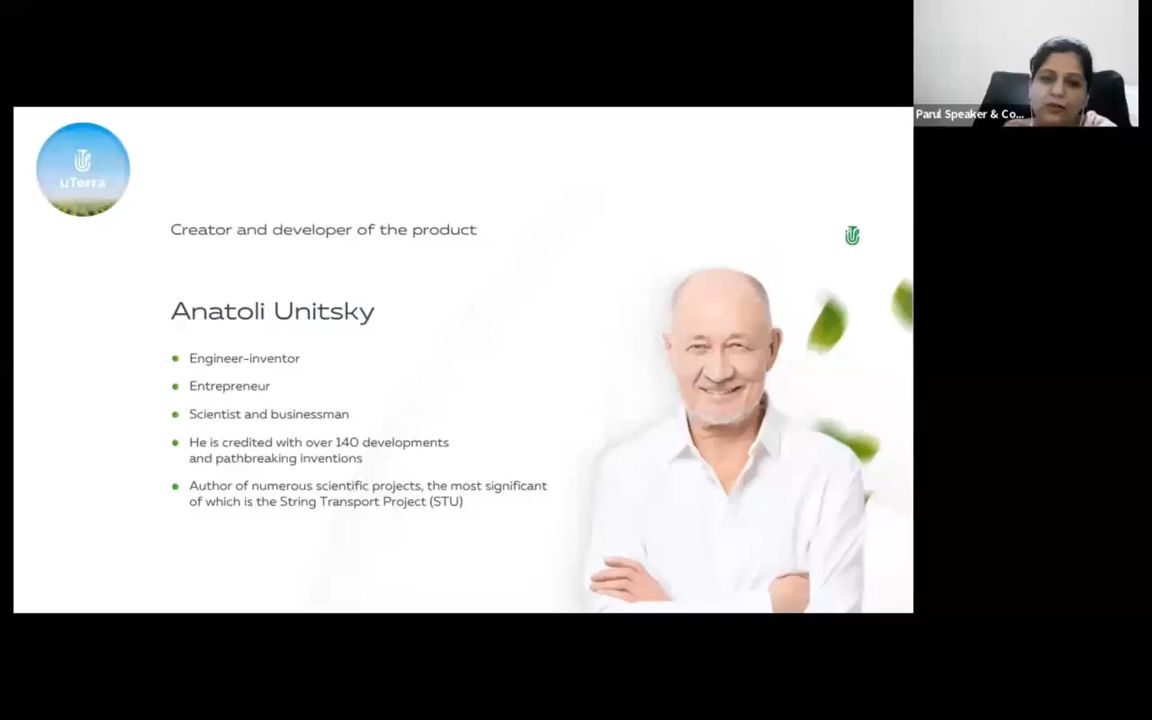 Parul Speaker & Co...
uTerra
Creator and developer of the product
Anatoli Unitsky
Engineer-inventor
Entrepreneur
Scientist and businessman
He is credited with over 140 developments
and pathbreaking inventions
Author of numerous scientific projects, the most significant
of which is the String Transport Project (STU)